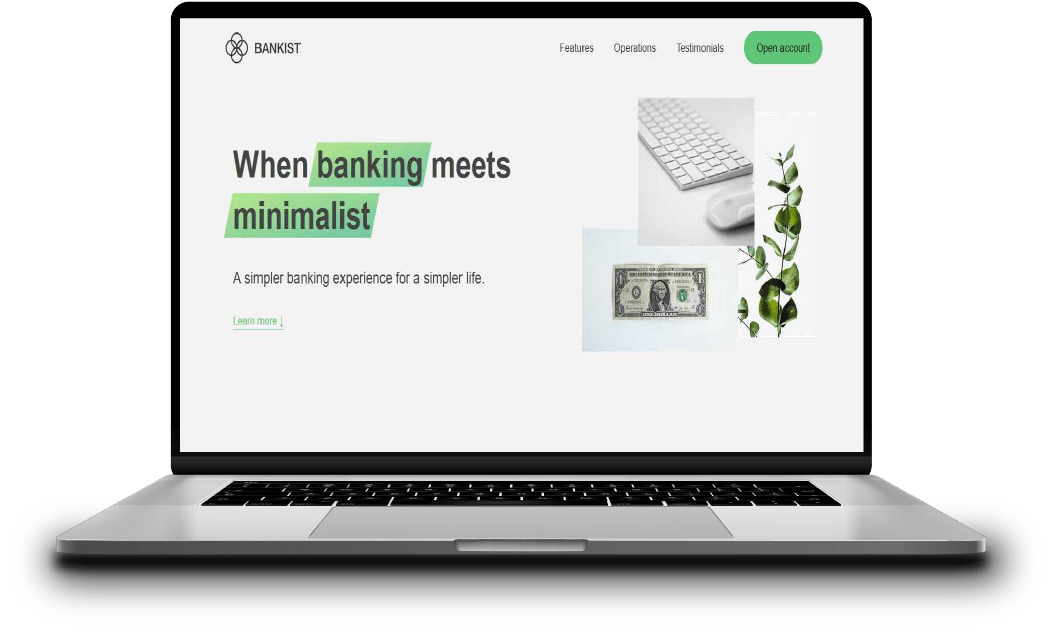 BANKIST
Features Operations Testimonials Open account
When banking meets
minimalist
A simpler banking experience for a simpler life.
Learn more ↓